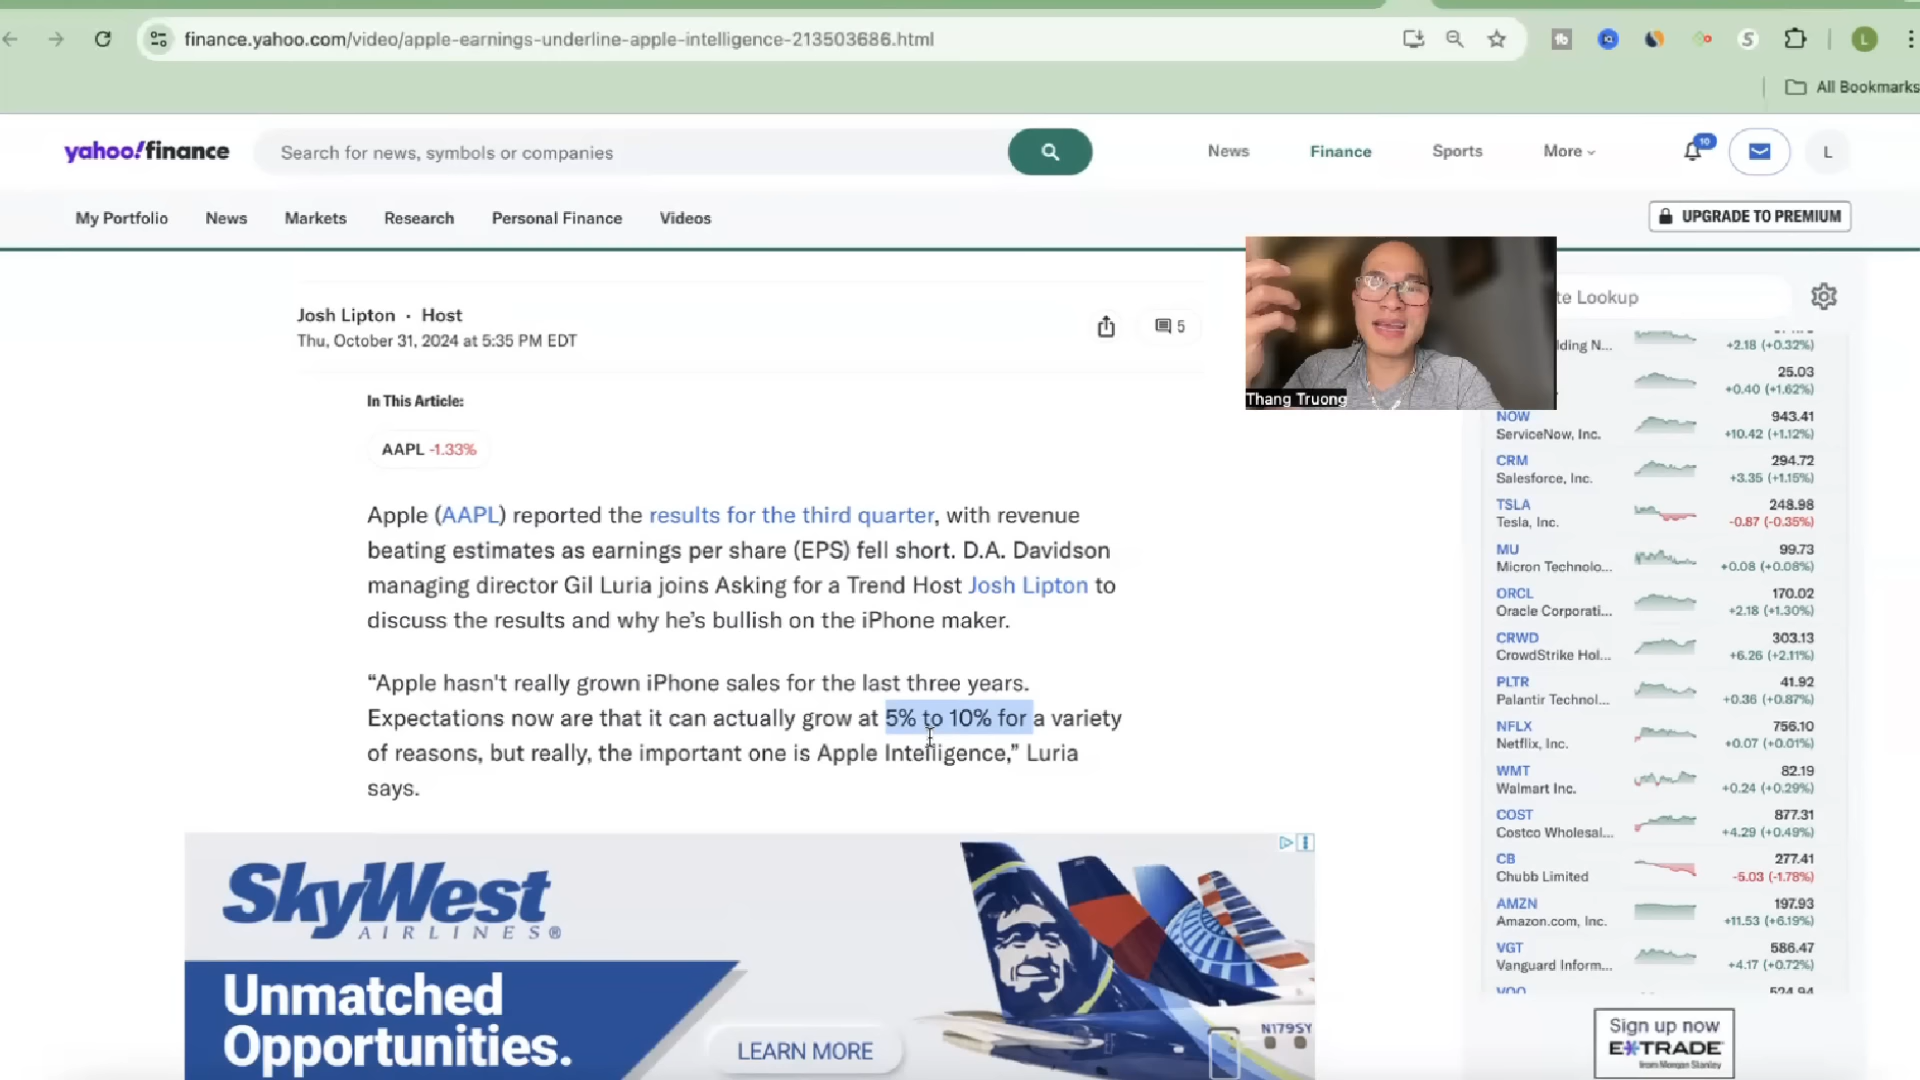 finance.yahoo.com/video/apple-earnings-underline-apple-intelligence-213503686.html
L
All Bookmarks
yahoo!finance
Search for news, symbols or companies
News
Finance
Sports
More
10
L
My Portfolio
News
Markets
Research
Personal Finance
Videos
UPGRADE TO PREMIUM
Josh Lipton · Host
Thu, October 31, 2024 at 5:35 PM EDT
5
In This Article:
AAPL -1.33%
Apple (AAPL) reported the results for the third quarter, with revenue
beating estimates as earnings per share (EPS) fell short. D.A. Davidson
managing director Gil Luria joins Asking for a Trend Host Josh Lipton to
discuss the results and why he's bullish on the iPhone maker.
“Apple hasn't really grown iPhone sales for the last three years.
Expectations now are that it can actually grow at 5% to 10% for a variety
of reasons, but really, the important one is Apple Intelligence,” Luria
says.
Thang Truong
te Lookup
lding N... +2.18 (+0.32%)
25.03
+0.40 (+1.62%)
NOW 943.41
ServiceNow, Inc. +10.42 (+1.12%)
CRM 294.72
Salesforce, Inc. +3.35 (+1.15%)
TSLA 248.98
Tesla, Inc. -0.87 (-0.35%)
MU 99.73
Micron Technolo... +0.08 (+0.08%)
ORCL 170.02
Oracle Corporati... +2.18 (+1.30%)
CRWD 303.13
CrowdStrike Hol... +6.26 (+2.11%)
PLTR 41.92
Palantir Technol... +0.36 (+0.87%)
NFLX 756.10
Netflix, Inc. +0.07 (+0.01%)
WMT 82.19
Walmart Inc. +0.24 (+0.29%)
COST 877.31
Costco Wholesal... +4.29 (+0.49%)
CB 277.41
Chubb Limited -5.03 (-1.78%)
AMZN 197.93
Amazon.com, Inc. +11.53 (+6.19%)
VGT 586.47
Vanguard Inform... +4.17 (+0.72%)
VOO 524.94
SkyWest
AIRLINES®
Unmatched
Opportunities.
LEARN MORE
N179SY
Sign up now
E*TRADE
from Morgan Stanley